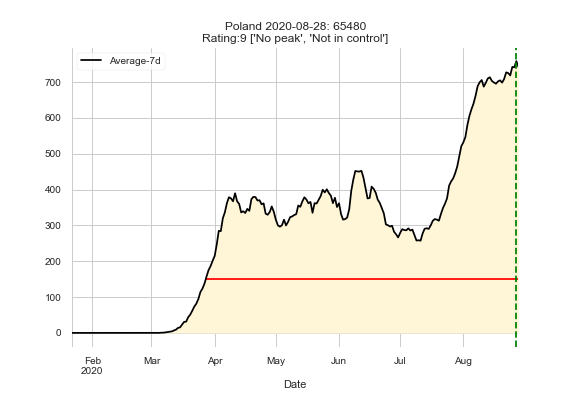 Poland 2020-08-28: 65480
Rating:9 ['No peak', 'Not in control']
Average-7d
700
600
500
400
300
200
100
0
Feb
2020
Mar
Apr
May
Jun
Jul
Aug
Date